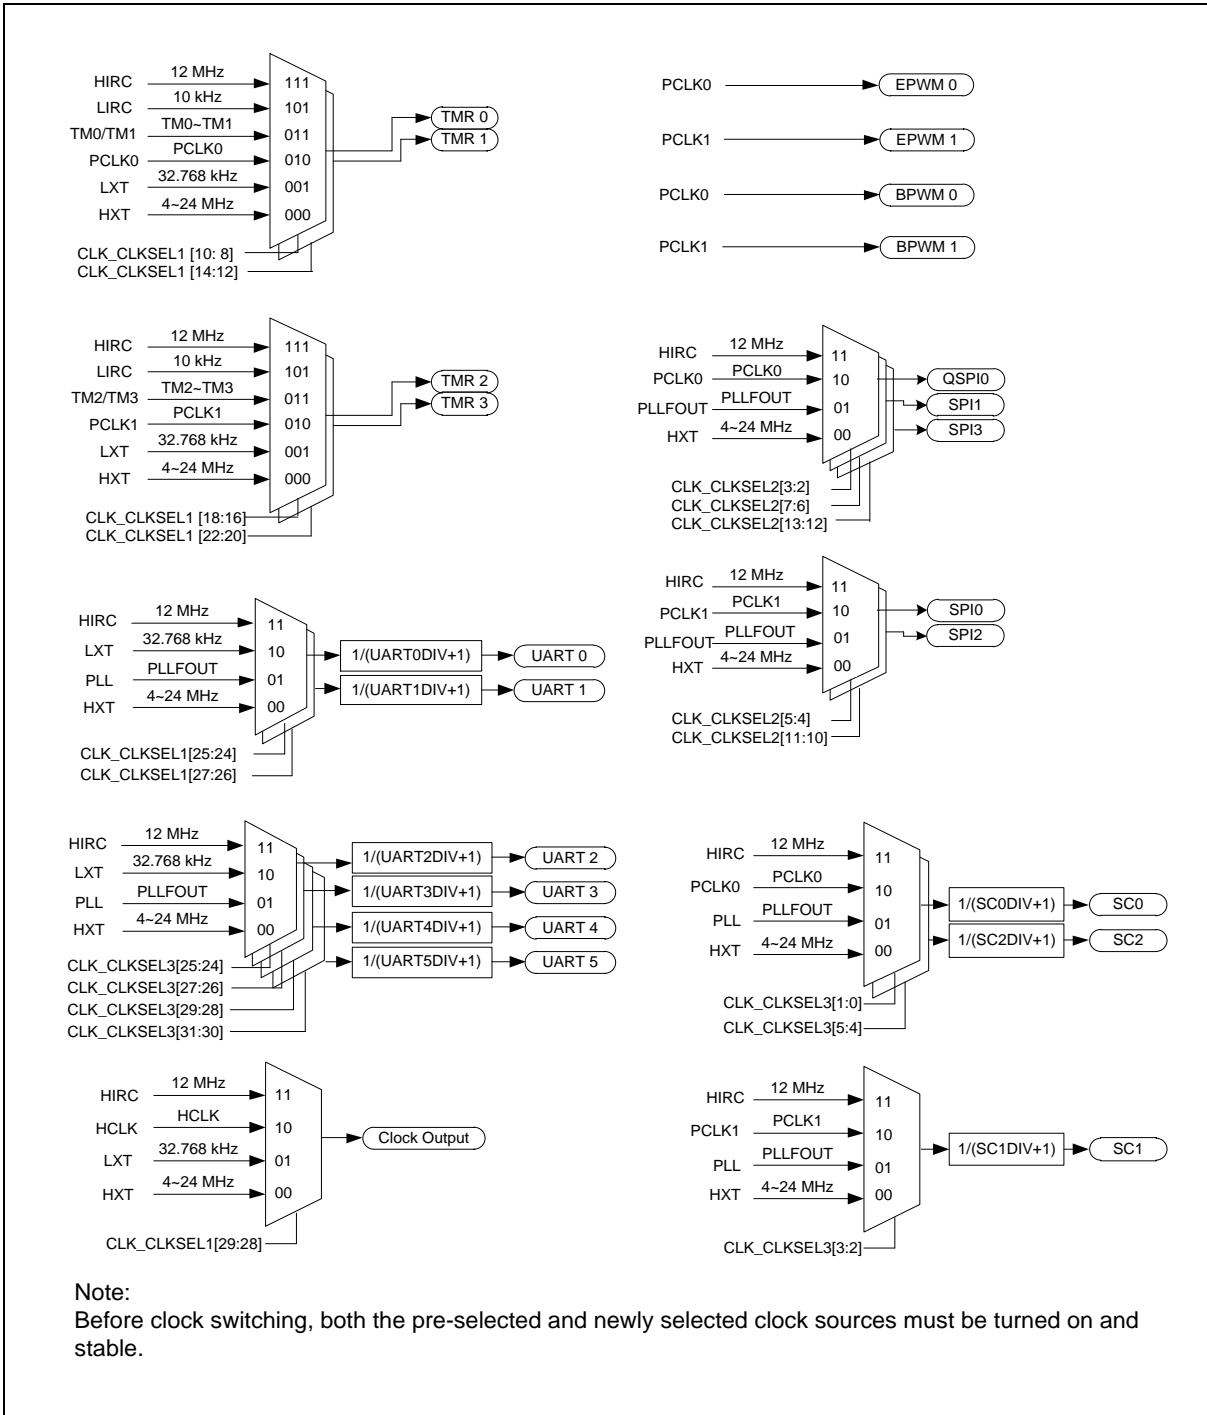 HIRC 12 MHz 111
LIRC 10 kHz 101
TM0/TM1 TM0~TM1 011
PCLK0 PCLK0 010
LXT 32.768 kHz 001
HXT 4~24 MHz 000
TMR 0
TMR 1
CLK_CLKSEL1 [10: 8]
CLK_CLKSEL1 [14:12]
PCLK0 EPWM 0
PCLK1 EPWM 1
PCLK0 BPWM 0
PCLK1 BPWM 1
HIRC 12 MHz 111
LIRC 10 kHz 101
TM2/TM3 TM2~TM3 011
PCLK1 PCLK1 010
LXT 32.768 kHz 001
HXT 4~24 MHz 000
TMR 2
TMR 3
CLK_CLKSEL1 [18:16]
CLK_CLKSEL1 [22:20]
HIRC 12 MHz 11
PCLK0 PCLK0 10
PLLFOUT PLLFOUT 01
HXT 4~24 MHz 00
QSPI0
SPI1
SPI3
CLK_CLKSEL2[3:2]
CLK_CLKSEL2[7:6]
CLK_CLKSEL2[13:12]
HIRC 12 MHz 11
LXT 32.768 kHz 10
PLL PLLFOUT 01
HXT 4~24 MHz 00
1/(UART0DIV+1) UART 0
1/(UART1DIV+1) UART 1
CLK_CLKSEL1[25:24]
CLK_CLKSEL1[27:26]
HIRC 12 MHz 11
PCLK1 PCLK1 10
PLLFOUT PLLFOUT 01
HXT 4~24 MHz 00
SPI0
SPI2
CLK_CLKSEL2[5:4]
CLK_CLKSEL2[11:10]
HIRC 12 MHz 11
LXT 32.768 kHz 10
PLL PLLFOUT 01
HXT 4~24 MHz 00
1/(UART2DIV+1) UART 2
1/(UART3DIV+1) UART 3
1/(UART4DIV+1) UART 4
1/(UART5DIV+1) UART 5
CLK_CLKSEL3[25:24]
CLK_CLKSEL3[27:26]
CLK_CLKSEL3[29:28]
CLK_CLKSEL3[31:30]
HIRC 12 MHz 11
PCLK0 PCLK0 10
PLL PLLFOUT 01
HXT 4~24 MHz 00
1/(SC0DIV+1) SC0
1/(SC2DIV+1) SC2
CLK_CLKSEL3[1:0]
CLK_CLKSEL3[5:4]
HIRC 12 MHz 11
HCLK HCLK 10
LXT 32.768 kHz 01
HXT 4~24 MHz 00
Clock Output
CLK_CLKSEL1[29:28]
HIRC 12 MHz 11
PCLK1 PCLK1 10
PLL PLLFOUT 01
HXT 4~24 MHz 00
1/(SC1DIV+1) SC1
CLK_CLKSEL3[3:2]
Note:
Before clock switching, both the pre-selected and newly selected clock sources must be turned on and
stable.